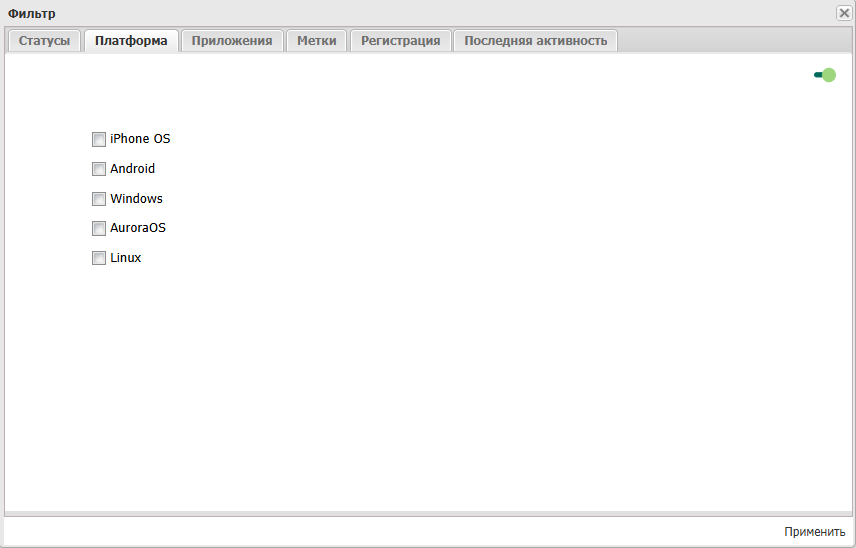 Фильтр
Статусы Платформа Приложения Метки Регистрация Последняя активность
iPhone OS
Android
Windows
AuroraOS
Linux
Применить